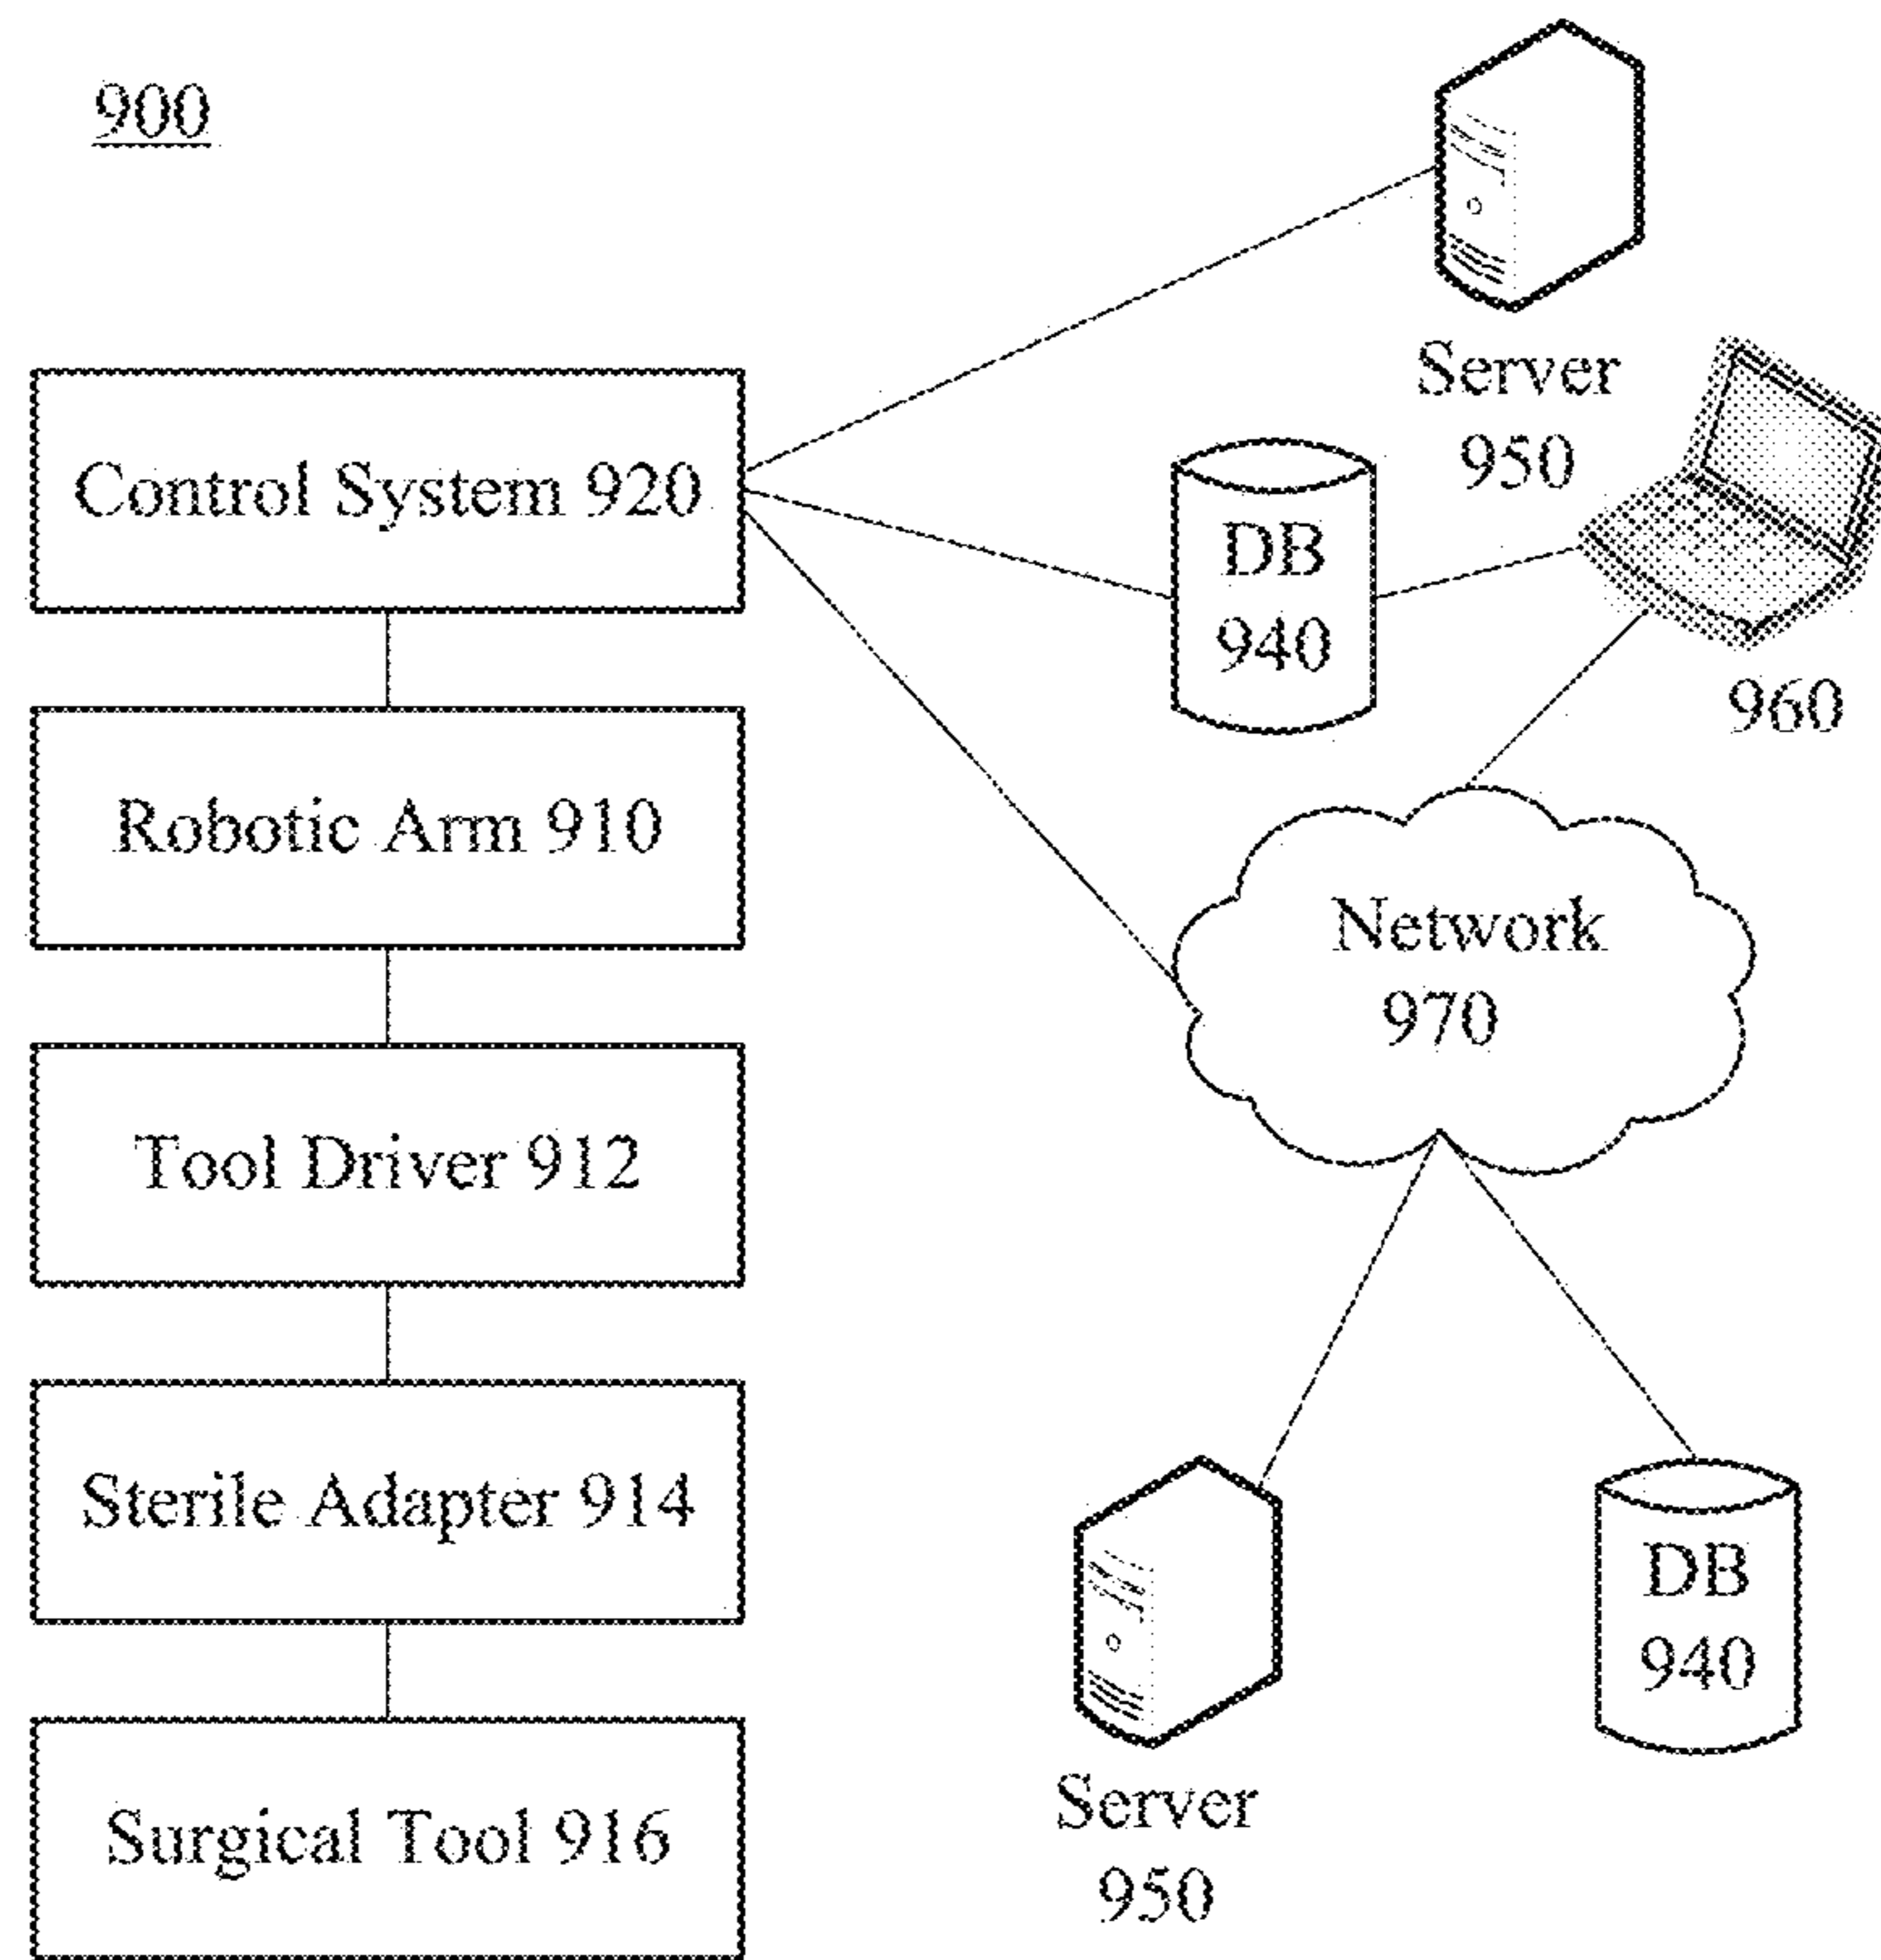 900
Control System 920
Robotic Arm 910
Tool Driver 912
Sterile Adapter 914
Surgical Tool 916
Server
950
DB
940
960
Network
970
Server
950
DB
940